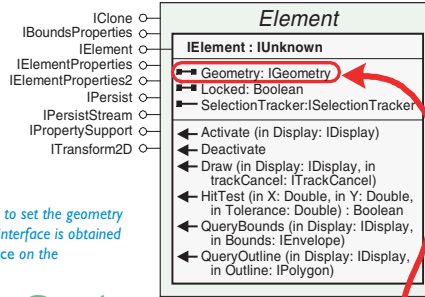 Element
IClone
IBoundsProperties
IElement
IElementProperties
IElementProperties2
IPersist
IPersistStream
IPropertySupport
ITransform2D
IElement : IUnknown
Geometry: IGeometry
Locked: Boolean
SelectionTracker:ISelectionTracker
Activate (in Display: IDisplay)
Deactivate
Draw (in Display: IDisplay, in
trackCancel: ITrackCancel)
HitTest (in X: Double, in Y: Double,
in Tolerance: Double) : Boolean
QueryBounds (in Display: IDisplay,
in Bounds: IEnvelope)
QueryOutline (in Display: IDisplay,
in Outline: IPolygon)
to set the geometry
nterface is obtained
ce on the